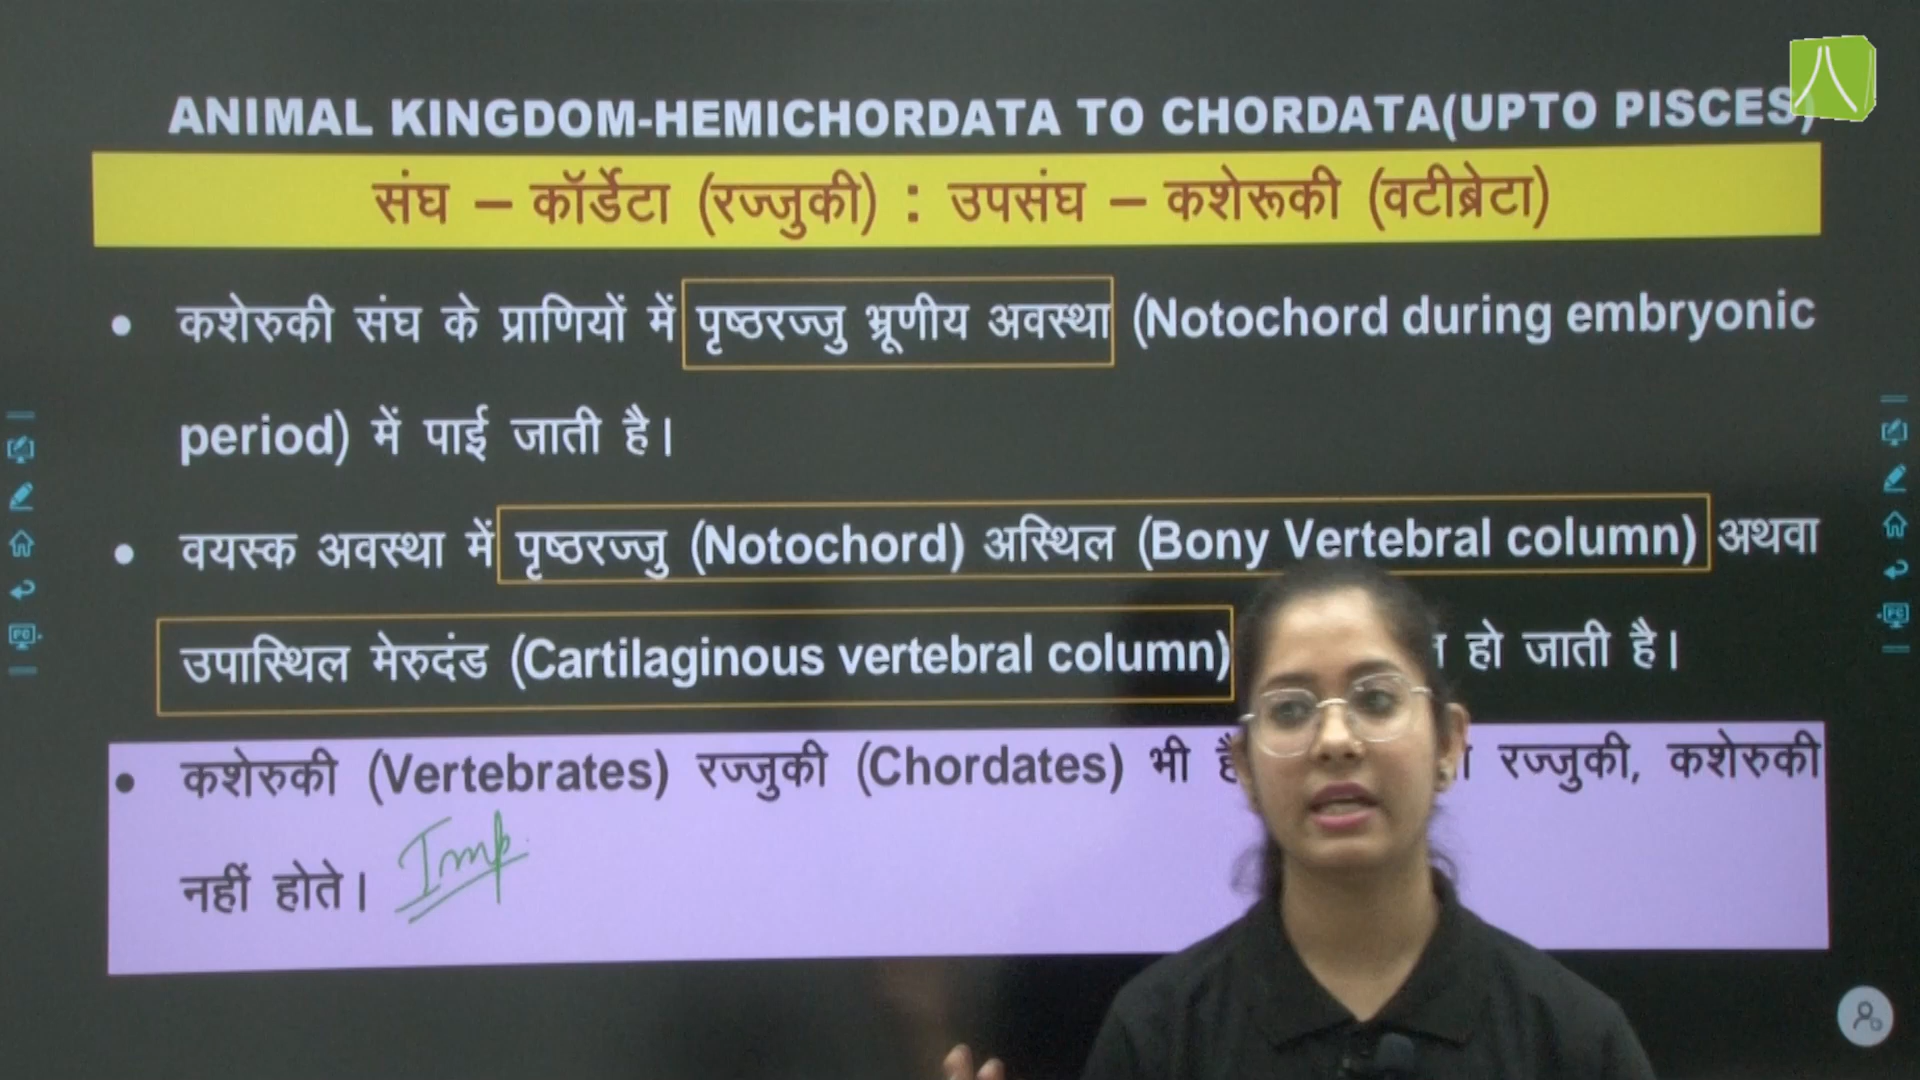 ANIMAL KINGDOM-HEMICHORDATA TO CHORDATA(UPTO PISCES)
संघ – कॉर्डेटा (रज्जुकी) : उपसंघ – कशेरूकी (वटीब्रेटा)
• कशेरुकी संघ के प्राणियों में पृष्ठरज्जु भ्रूणीय अवस्था (Notochord during embryonic
period) में पाई जाती है।
• वयस्क अवस्था में पृष्ठरज्जु (Notochord) अस्थिल (Bony Vertebral column) अथवा
उपास्थिल मेरुदंड (Cartilaginous vertebral column) हो जाती है।
• कशेरुकी (Vertebrates) रज्जुकी (Chordates) भी रज्जुकी, कशेरुकी
नहीं होते। Imp.